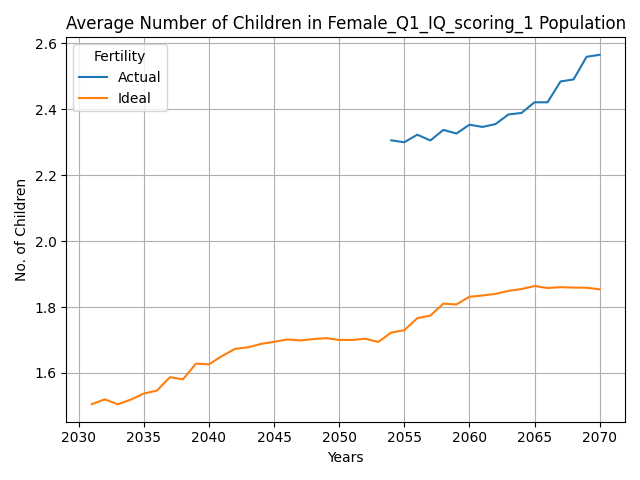 Average Number of Children in Female_Q1_IQ_scoring_1 Population
Fertility
Actual
Ideal
No. of Children
2.6
2.4
2.2
2.0
1.8
1.6
2030 2035 2040 2045 2050 2055 2060 2065 2070
Years